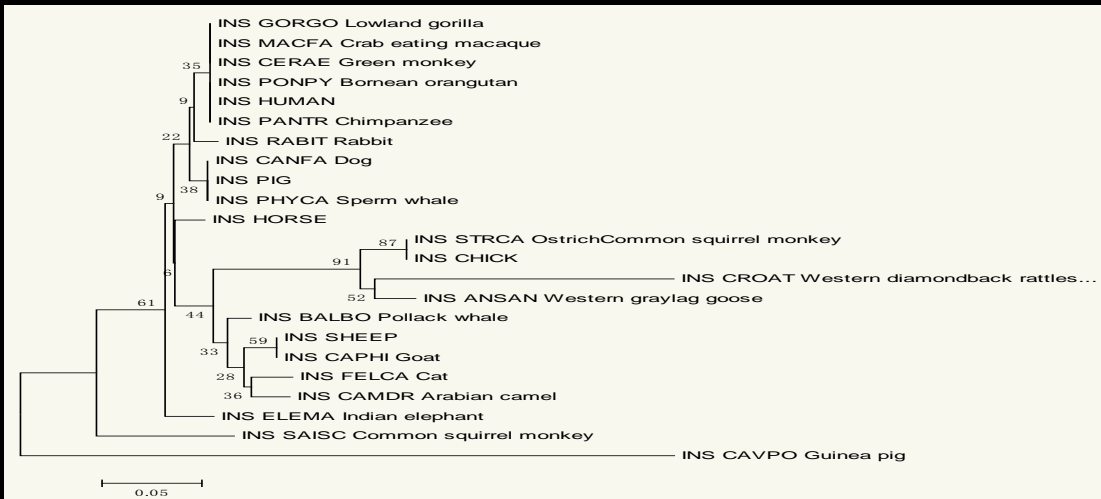 INS GORGO Lowland gorilla
INS MACFA Crab eating macaque
35 INS CERAE Green monkey
INS PONPY Bornean orangutan
9 INS HUMAN
INS PANTR Chimpanzee
22 INS RABIT Rabbit
INS CANFA Dog
INS PIG
38
9 INS PHYCA Sperm whale
INS HORSE
87 INS STRCA OstrichCommon squirrel monkey
INS CHICK
91
6 INS CROAT Western diamondback rattles...
52 INS ANSAN Western graylag goose
61
44 INS BALBO Pollack whale
59 INS SHEEP
33 INS CAPHI Goat
28 INS FELCA Cat
36 INS CAMDR Arabian camel
INS ELEMA Indian elephant
INS SAISC Common squirrel monkey
INS CAVPO Guinea pig
0.05